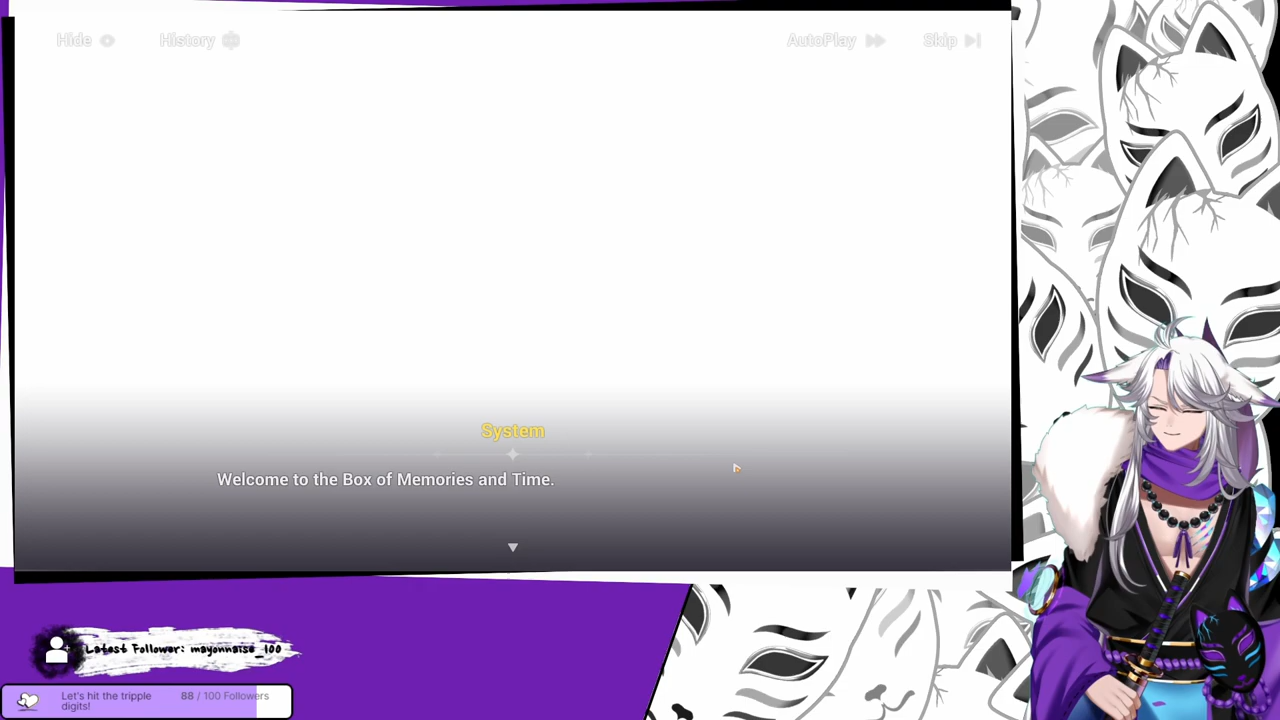 Hide
History
AutoPlay
Skip
System
Welcome to the Box of Memories and Time.
Latest Follower: mayonnaise_100
Let's hit the tripple
digits!
88 / 100 Followers